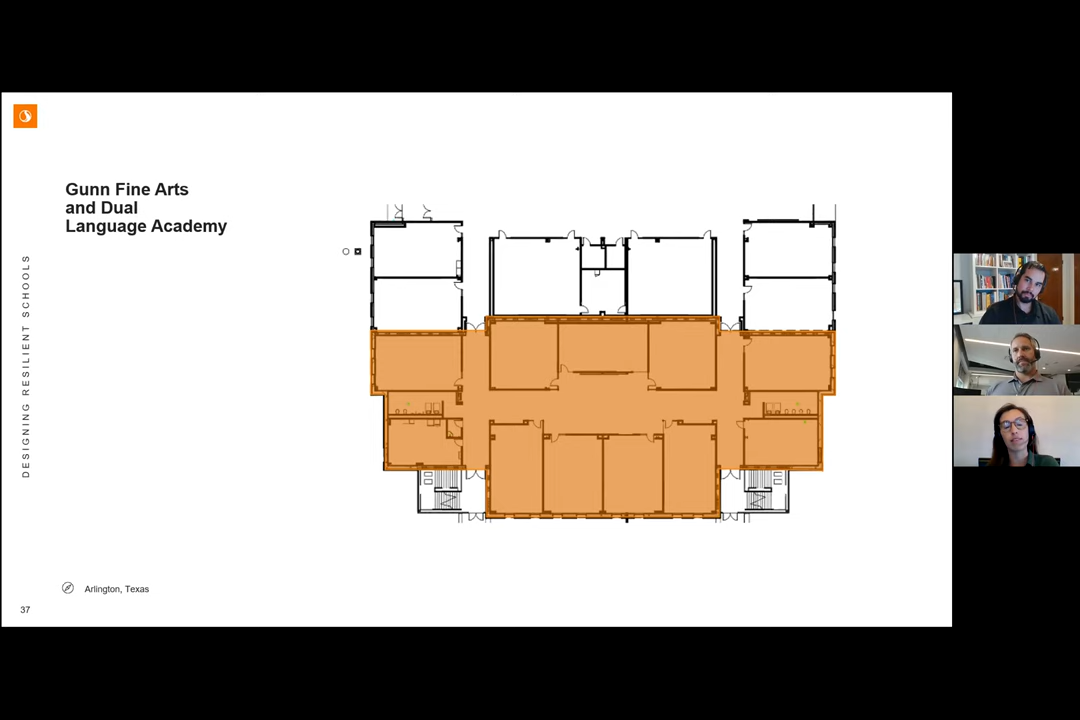 Gunn Fine Arts
and Dual
Language Academy
DESIGNING RESILIENT SCHOOLS
Arlington, Texas
37